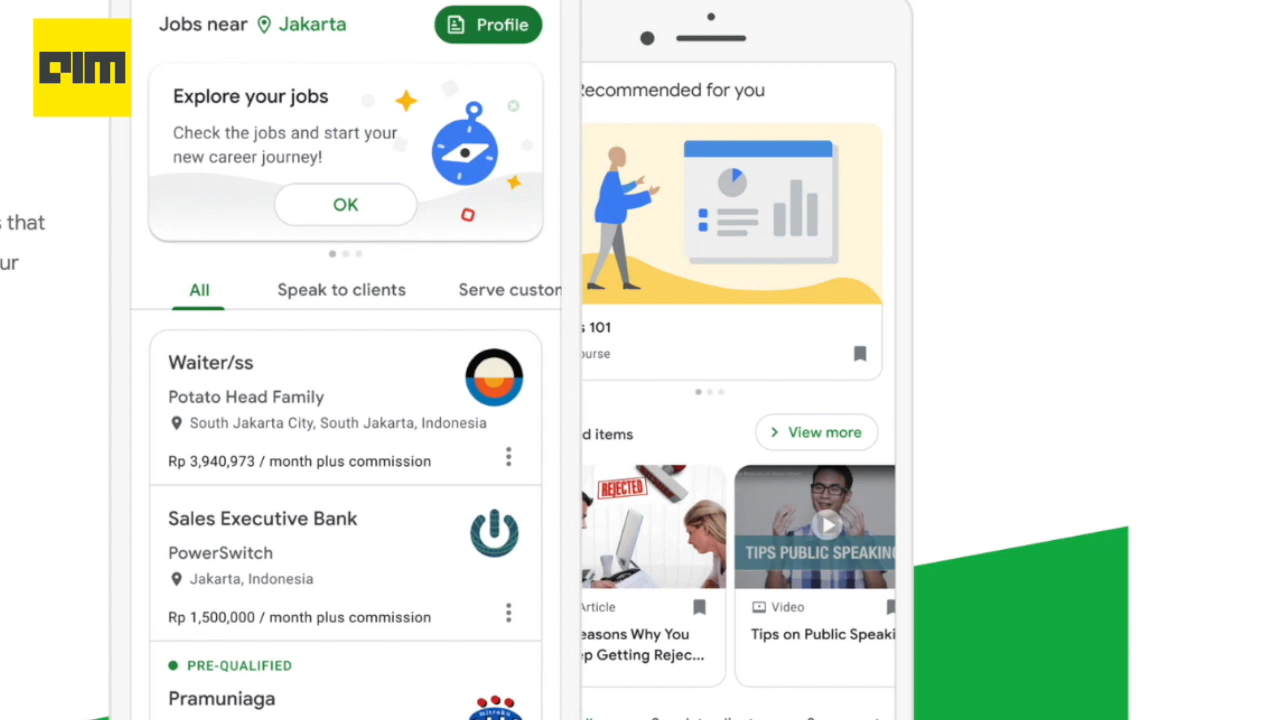 Jobs near Jakarta
Profile
AIM
Explore your jobs
Check the jobs and start your
new career journey!
OK
s that
ur
All
Speak to clients
Serve custom
Waiter/ss
Potato Head Family
South Jakarta City, South Jakarta, Indonesia
Rp 3,940,973 / month plus commission
Sales Executive Bank
PowerSwitch
Jakarta, Indonesia
Rp 1,500,000 / month plus commission
PRE-QUALIFIED
Pramuniaga
mitraku
Recommended for you
s 101
ourse
d items
View more
REJECTED
TIPS PUBLIC SPEAKING
Article
easons Why You
p Getting Rejec...
Video
Tips on Public Speaki